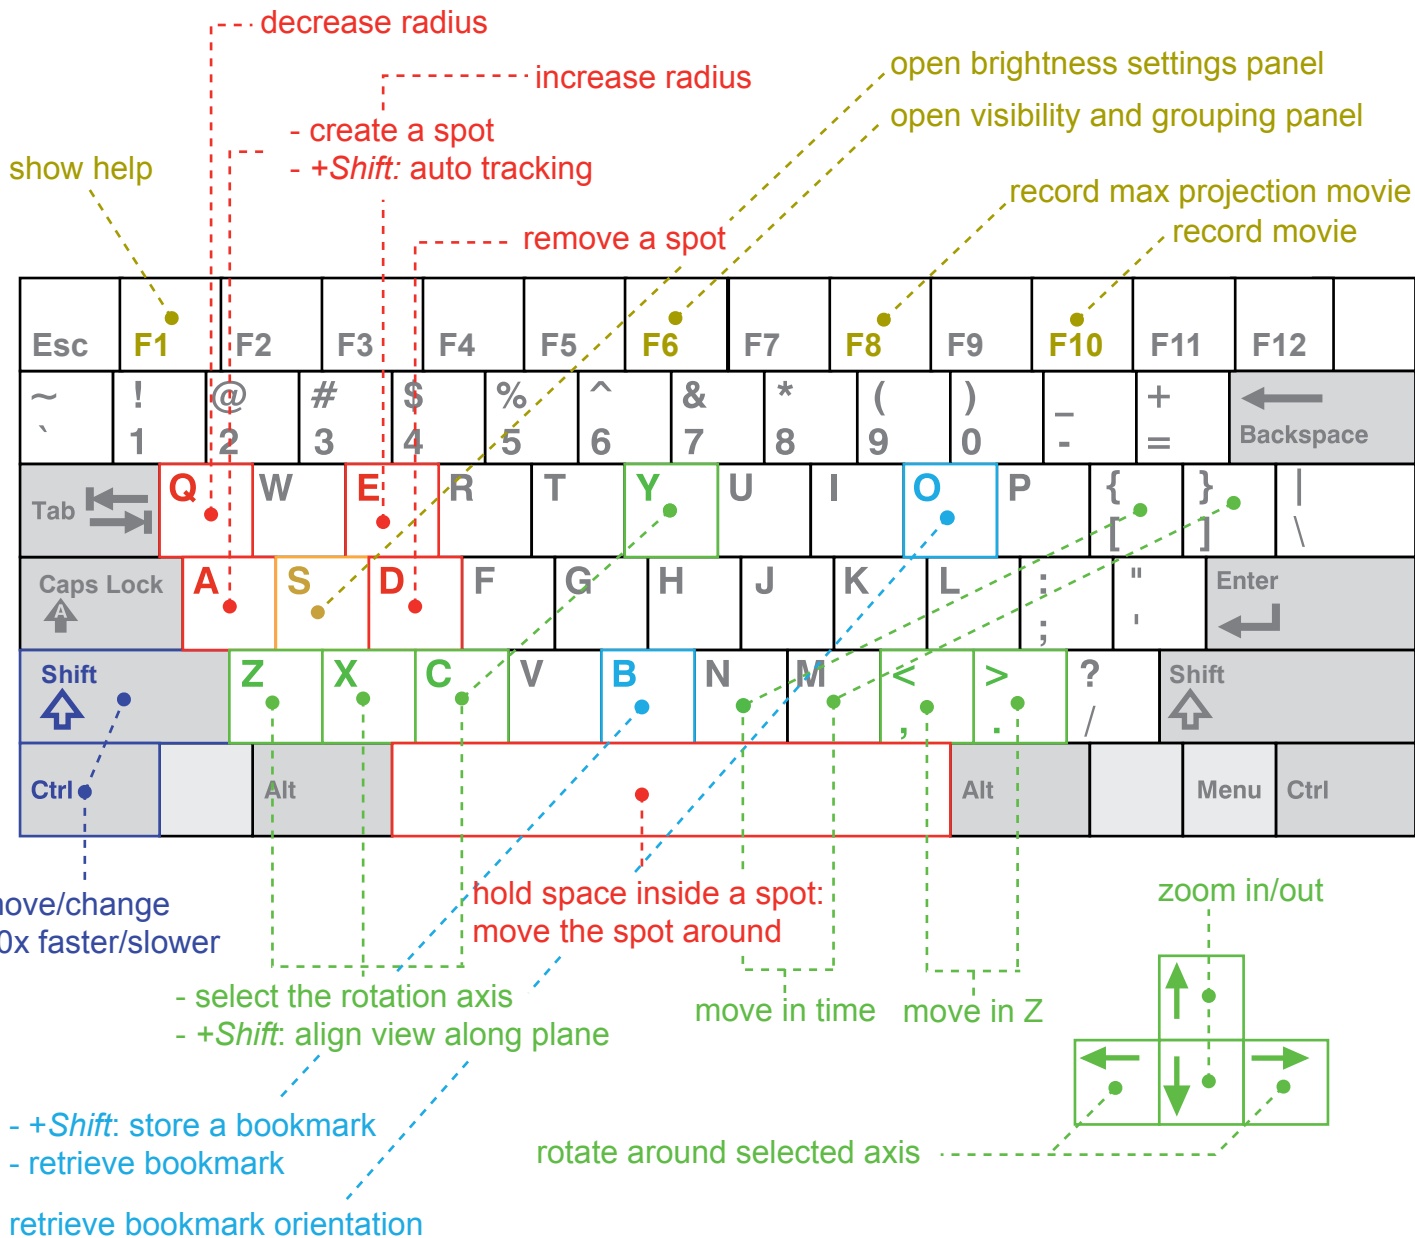 decrease radius
increase radius
open brightness settings panel
- create a spot
- +Shift: auto tracking
open visibility and grouping panel
show help
record max projection movie
remove a spot
record movie
Esc F1 F2 F3 F4 F5 F6 F7 F8 F9 F10 F11 F12
~ ! @ # $ % ^ & * ( ) _ +
` 1 2 3 4 5 6 7 8 9 0 - = Backspace
Tab Q W E R T Y U I O P { } |
[ ] \
Caps Lock A S D F G H J K L : " Enter
A ; '
Shift Z X C V B N M < > ? Shift
, . /
Ctrl Alt Alt Menu Ctrl
hold space inside a spot:
move the spot around
zoom in/out
move/change
0x faster/slower
- select the rotation axis
- +Shift: align view along plane
move in time
move in Z
- +Shift: store a bookmark
- retrieve bookmark
rotate around selected axis
retrieve bookmark orientation